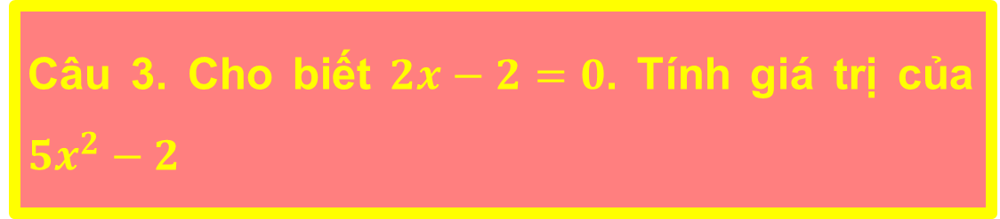 Câu 3. Cho biết 2x − 2 = 0. Tính giá trị của
5x² − 2